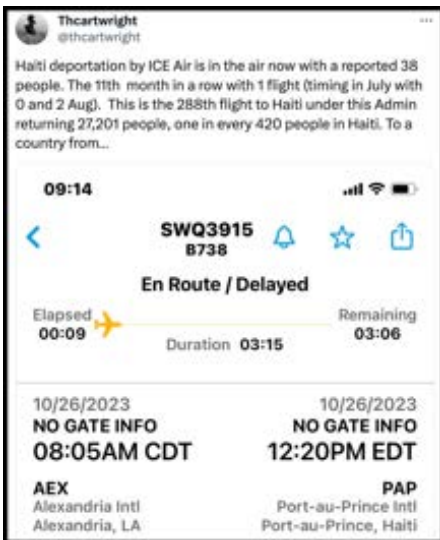 Thcartwright
@thcartwright
Haiti deportation by ICE Air is in the air now with a reported 38
people. The 11th month in a row with 1 flight (timing in July with
0 and 2 Aug). This is the 288th flight to Haiti under this Admin
returning 27,201 people, one in every 420 people in Haiti. To a
country from...
09:14
SWQ3915
B738
En Route / Delayed
Elapsed
00:09
Remaining
03:06
Duration 03:15
10/26/2023
NO GATE INFO
08:05AM CDT
AEX
Alexandria Intl
Alexandria, LA
10/26/2023
NO GATE INFO
12:20PM EDT
PAP
Port-au-Prince Intl
Port-au-Prince, Haiti